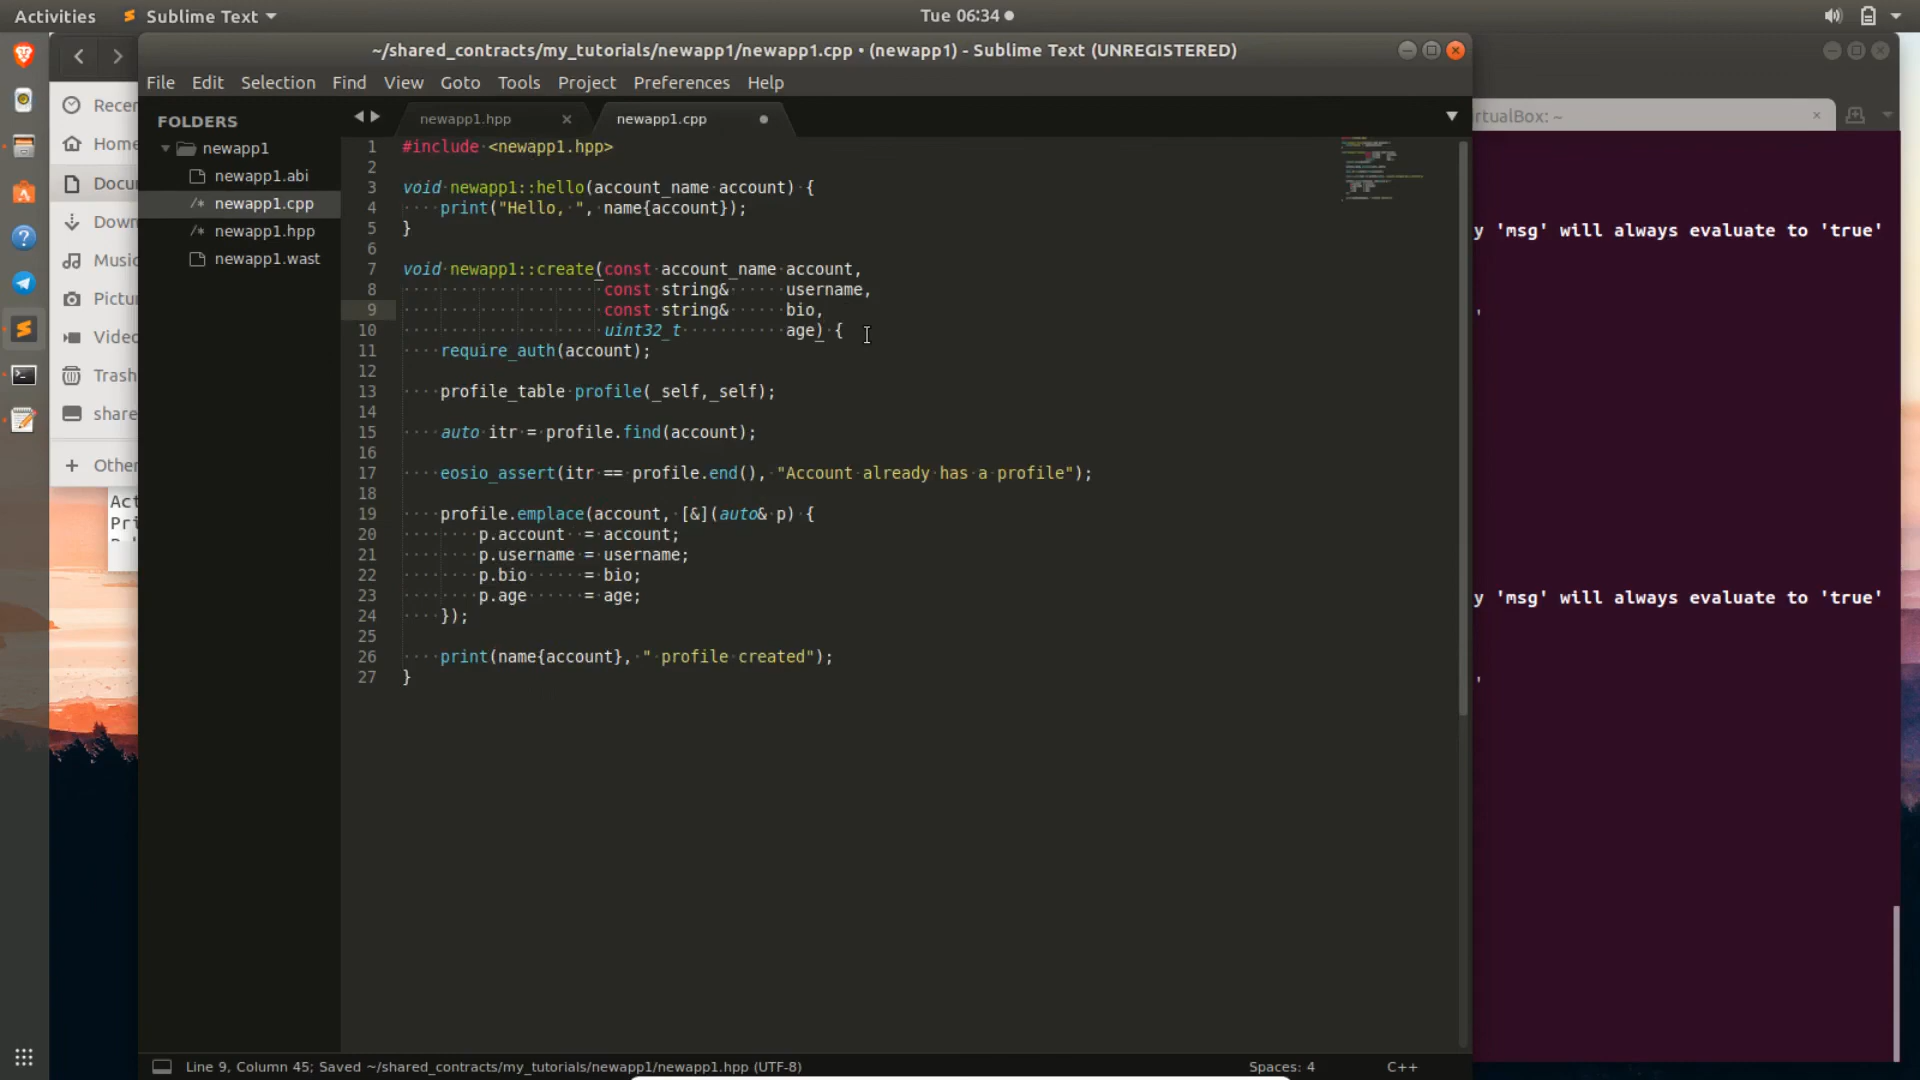 Activities
Sublime Text
Tue 06:34
~/shared_contracts/my_tutorials/newapp1/newapp1.cpp • (newapp1) - Sublime Text (UNREGISTERED)
File Edit Selection Find View Goto Tools Project Preferences Help
FOLDERS
newapp1
newapp1.abi
newapp1.cpp
newapp1.hpp
newapp1.wast
newapp1.hpp
newapp1.cpp
1 #include <newapp1.hpp>
2
3 void newapp1::hello(account_name account) {
4 print("Hello, ", name{account});
5 }
6
7 void newapp1::create(const account_name account,
8 const string& username,
9 const string& bio,
10 uint32_t age) {
11 require_auth(account);
12
13 profile_table profile(_self,_self);
14
15 auto itr = profile.find(account);
16
17 eosio_assert(itr == profile.end(), "Account already has a profile");
18
19 profile.emplace(account, [&](auto& p) {
20 p.account = account;
21 p.username = username;
22 p.bio = bio;
23 p.age = age;
24 });
25
26 print(name{account}, " profile created");
27 }
Recen
Home
Docu
Down
Music
Pictu
Video
Trash
share
+ Other
Act
Pri
rtualBox: ~
y 'msg' will always evaluate to 'true'
'
y 'msg' will always evaluate to 'true'
'
Line 9, Column 45; Saved ~/shared_contracts/my_tutorials/newapp1/newapp1.hpp (UTF-8)
Spaces: 4
C++